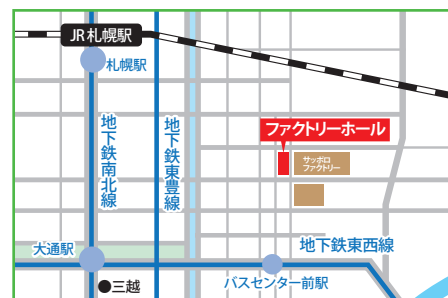 JR札幌駅
札幌駅
地下鉄南北線
地下鉄東豊線
ファクトリーホール
サッポロ
ファクトリー
大通駅
地下鉄東西線
バスセンター前駅
●三越